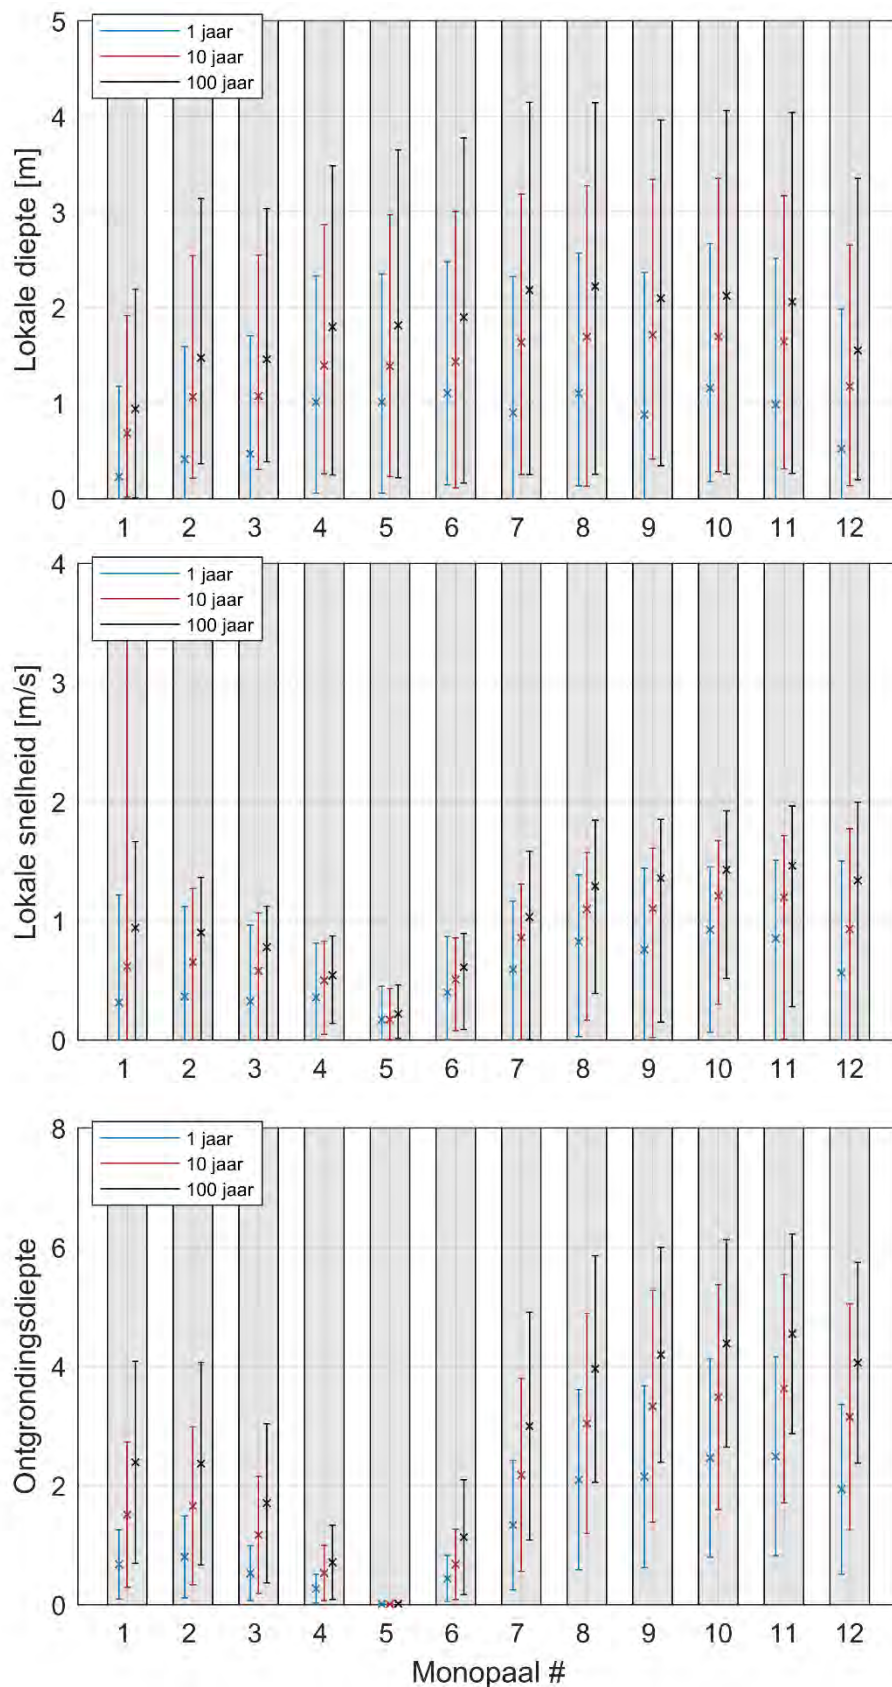 5
4
3
2
1
0
Lokale diepte [m]
1 jaar
10 jaar
100 jaar
1 2 3 4 5 6 7 8 9 10 11 12
4
3
2
1
0
Lokale snelheid [m/s]
1 jaar
10 jaar
100 jaar
1 2 3 4 5 6 7 8 9 10 11 12
8
6
4
2
0
Ontgrondingsdiepte
1 jaar
10 jaar
100 jaar
1 2 3 4 5 6 7 8 9 10 11 12
Monopaal #